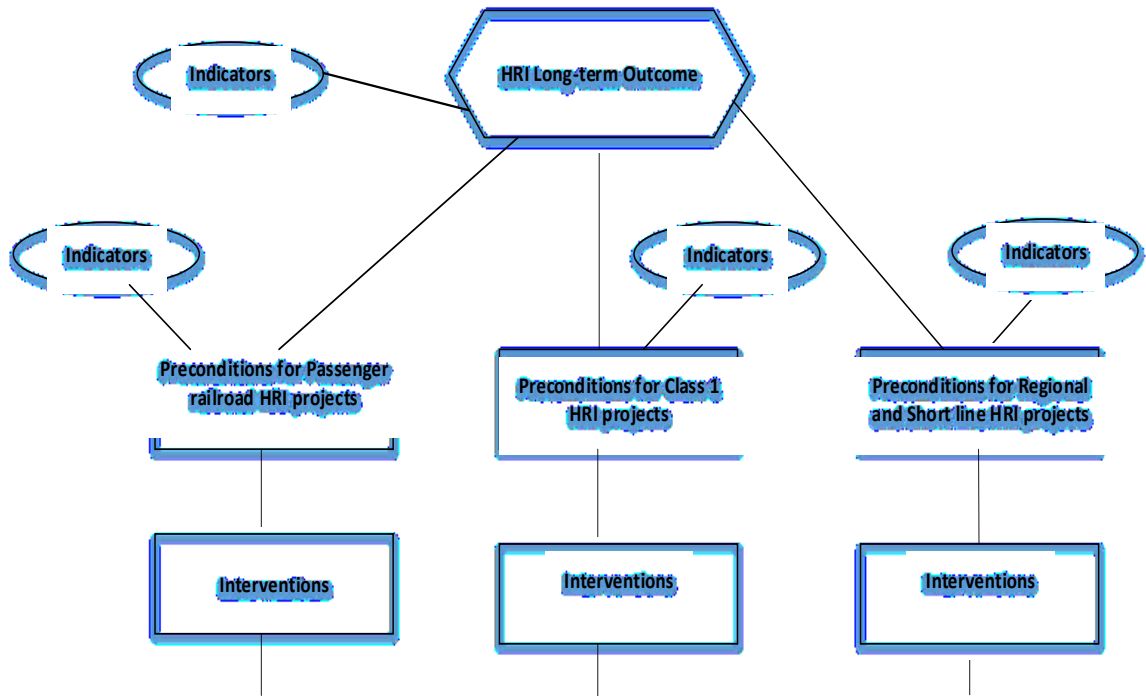 Indicators
HRI Long-term Outcome
Indicators
Indicators
Indicators
Preconditions for Passenger
railroad HRI projects
Preconditions for Class 1
HRI projects
Preconditions for Regional
and Short line HRI projects
Interventions
Interventions
Interventions